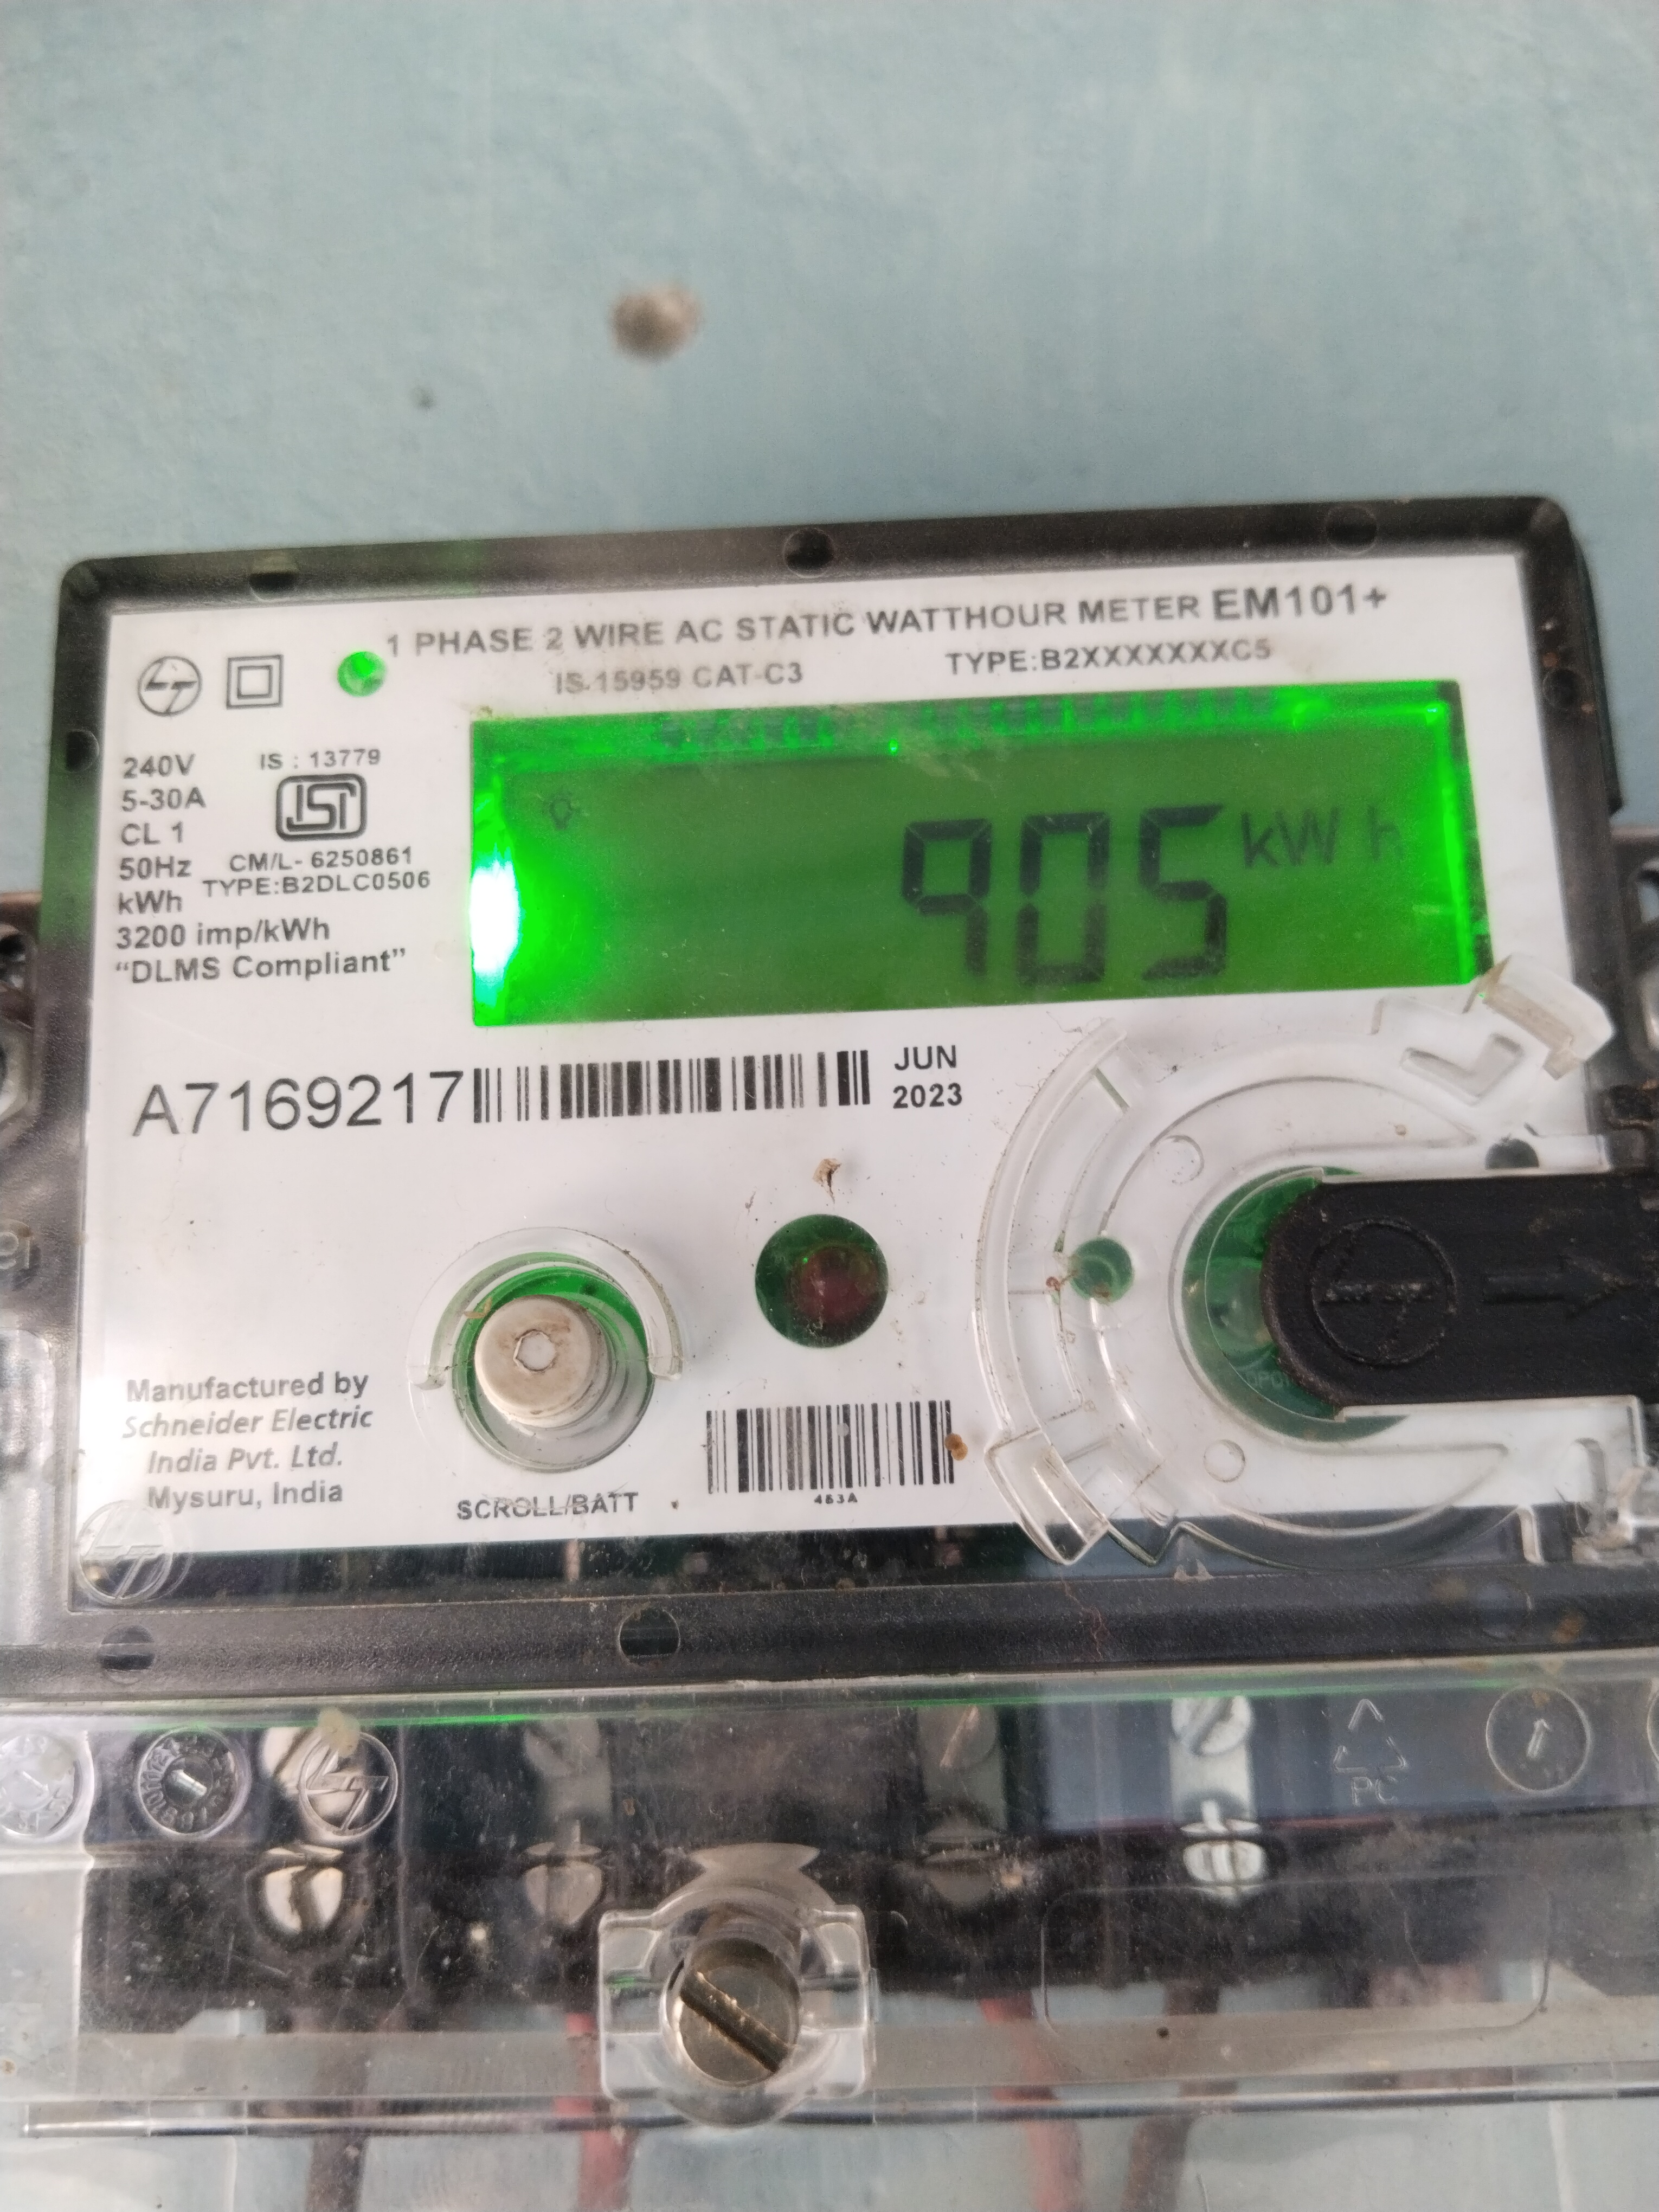 1 PHASE 2 WIRE AC STATIC WATTHOUR METER EM101+
IS 15959 CAT-C3
TYPE:B2XXXXXXXC5
240V
5-30A
CL 1
50Hz
kWh
3200 imp/kWh
“DLMS Compliant”
IS : 13779
ISI
CM/L- 6250861
TYPE:B2DLC0506
905 kWh
A7169217
JUN
2023
Manufactured by
Schneider Electric
India Pvt. Ltd.
Mysuru, India
SCROLL/BATT
453A
PC